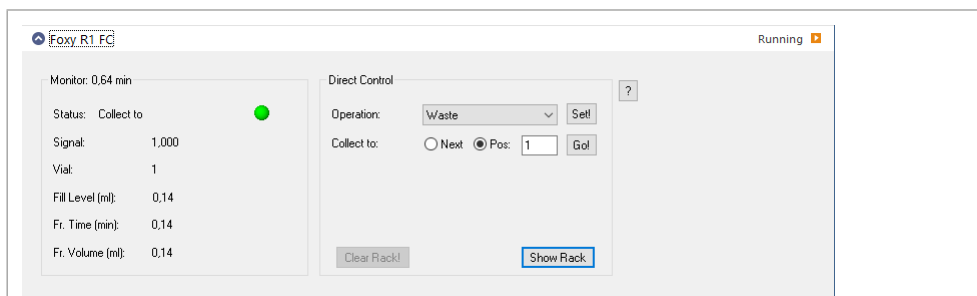 Foxy R1 FC
Running
Monitor: 0,64 min
Status: Collect to
Signal: 1,000
Vial: 1
Fill Level (ml): 0,14
Fr. Time (min): 0,14
Fr. Volume (ml): 0,14
Direct Control
Operation: Waste Set!
Collect to: Next Pos: 1 Go!
Clear Rack! Show Rack
?